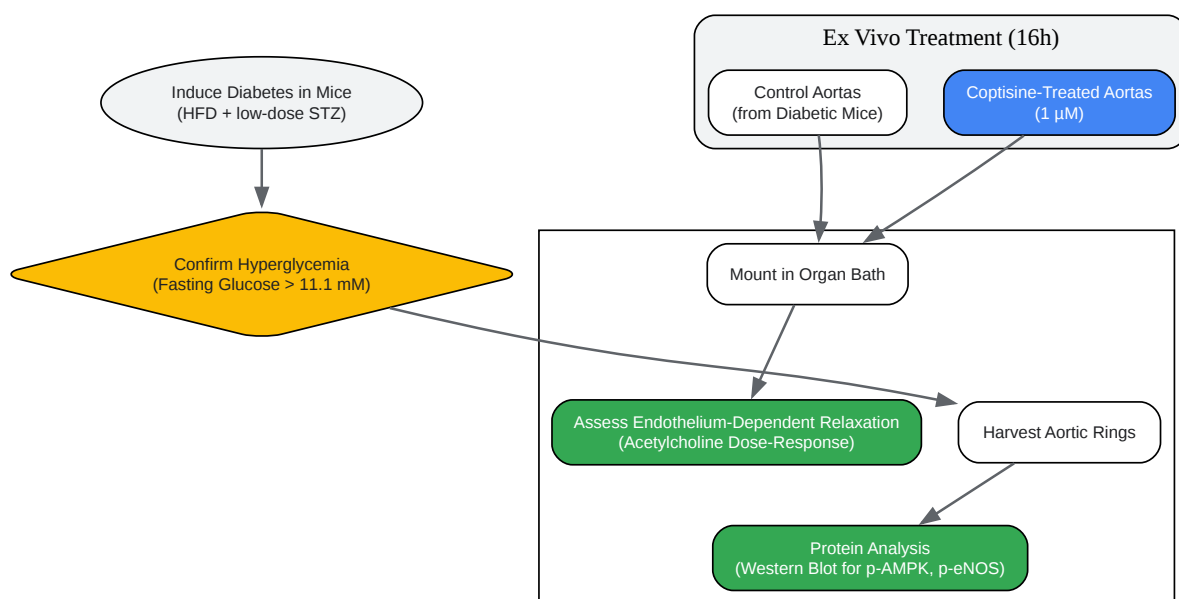 Ex Vivo Treatment (16h)
Induce Diabetes in Mice
(HFD + low-dose STZ)
Control Aortas
(from Diabetic Mice)
Coptisine-Treated Aortas
(1 µM)
Confirm Hyperglycemia
(Fasting Glucose > 11.1 mM)
Mount in Organ Bath
Assess Endothelium-Dependent Relaxation
(Acetylcholine Dose-Response)
Harvest Aortic Rings
Protein Analysis
(Western Blot for p-AMPK, p-eNOS)